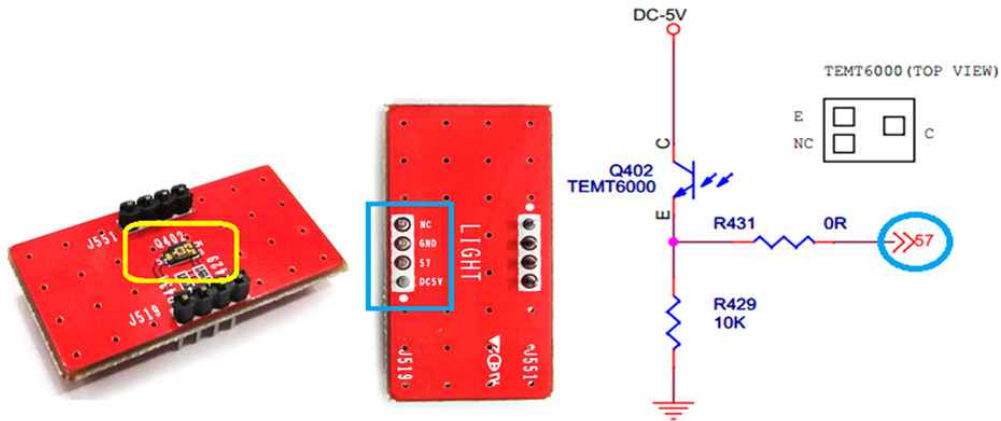 J551
Q402
J519
NC
GND
57
DC5V
LIGHT
J519
J551
DC-5V
C
Q402
TEMT6000
E
R431
0R
57
R429
10K
TEMT6000(TOP VIEW)
E
NC
C